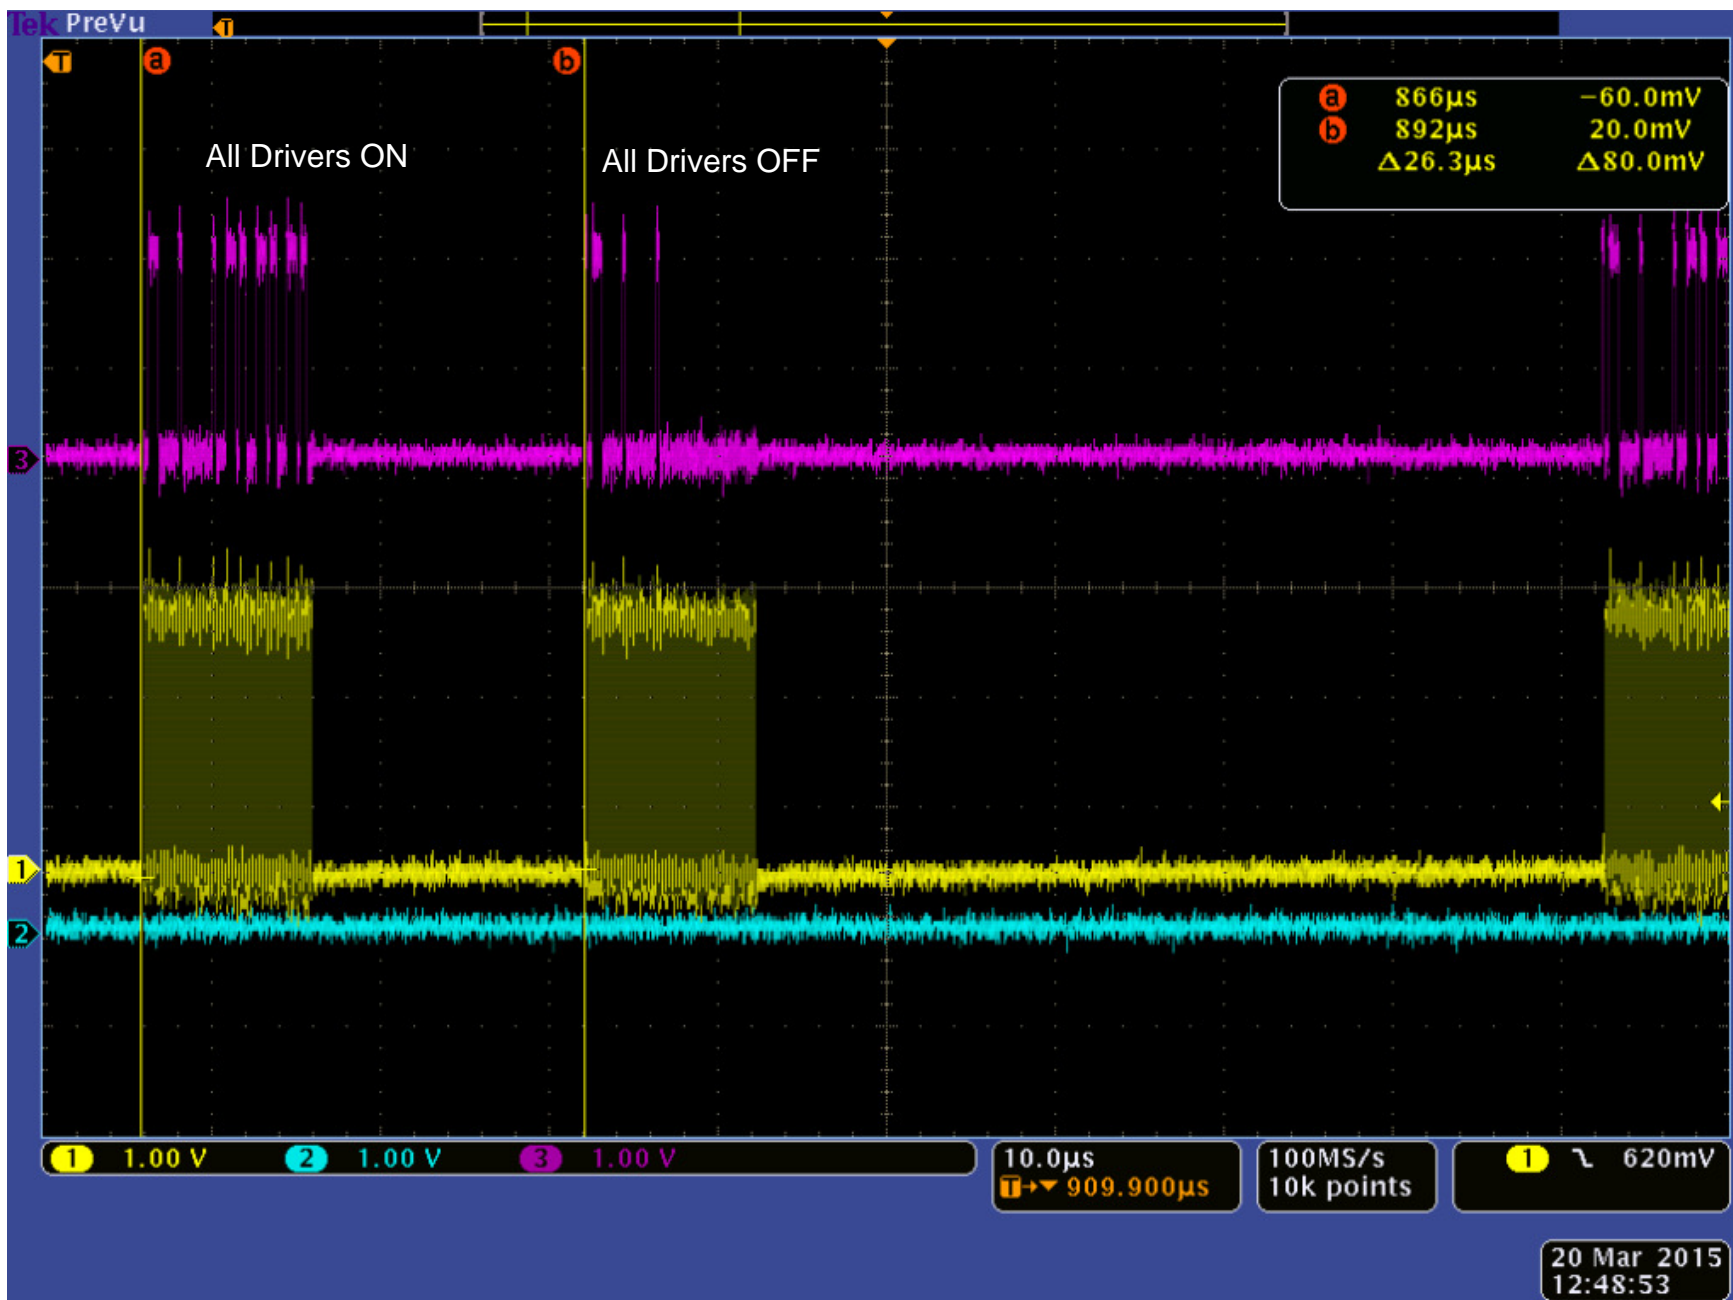 Tek PreVu
T
T
a
b
a 866µs −60.0mV
b 892µs 20.0mV
Δ26.3µs Δ80.0mV
All Drivers ON
All Drivers OFF
3
1
2
1 1.00 V 2 1.00 V 3 1.00 V
10.0µs
T→▼ 909.900µs
100MS/s
10k points
1 620mV
20 Mar 2015
12:48:53